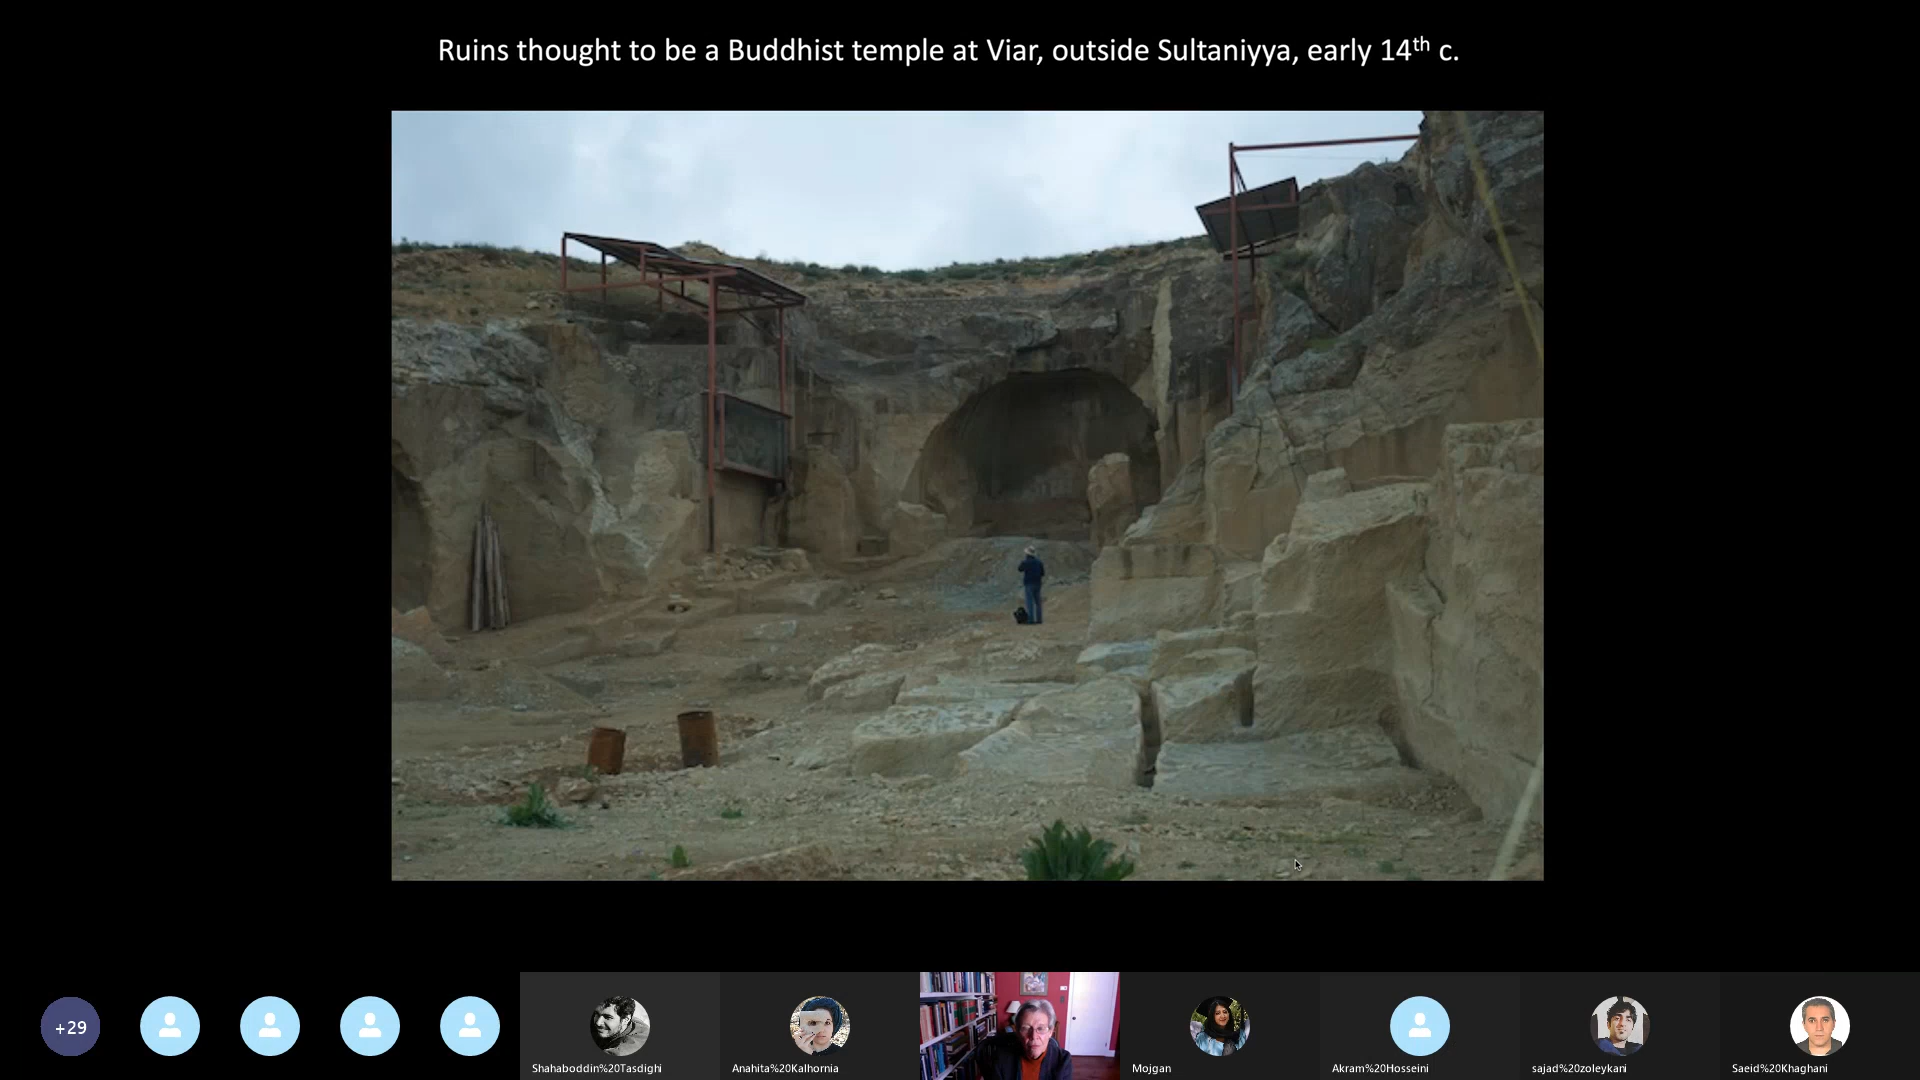 Ruins thought to be a Buddhist temple at Viar, outside Sultaniyya, early 14th c.
+29
Shahaboddin%20Tasdighi
Anahita%20Kalhornia
Mojgan
Akram%20Hosseini
sajad%20zoleykani
Saeid%20Khaghani